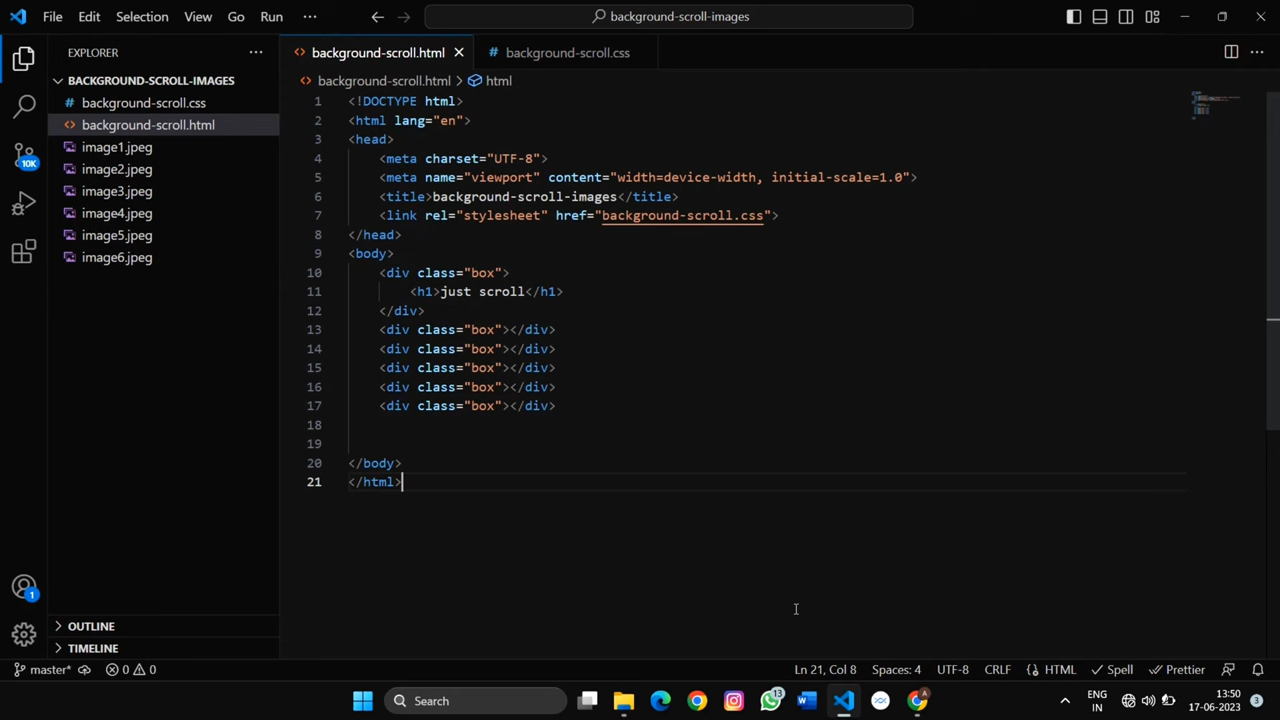 File Edit Selection View Go Run ··· background-scroll-images
EXPLORER ···
BACKGROUND-SCROLL-IMAGES
# background-scroll.css
<> background-scroll.html
image1.jpeg
image2.jpeg
image3.jpeg
image4.jpeg
image5.jpeg
image6.jpeg
10K
1
OUTLINE
TIMELINE
<> background-scroll.html × # background-scroll.css ···
<> background-scroll.html > html
1 <!DOCTYPE html>
2 <html lang="en">
3 <head>
4 <meta charset="UTF-8">
5 <meta name="viewport" content="width=device-width, initial-scale=1.0">
6 <title>background-scroll-images</title>
7 <link rel="stylesheet" href="background-scroll.css">
8 </head>
9 <body>
10 <div class="box">
11 <h1>just scroll</h1>
12 </div>
13 <div class="box"></div>
14 <div class="box"></div>
15 <div class="box"></div>
16 <div class="box"></div>
17 <div class="box"></div>
18
19
20 </body>
21 </html>
master* 0 0 Ln 21, Col 8 Spaces: 4 UTF-8 CRLF HTML Spell Prettier
Search 13 ENG 13:50
IN 17-06-2023 3